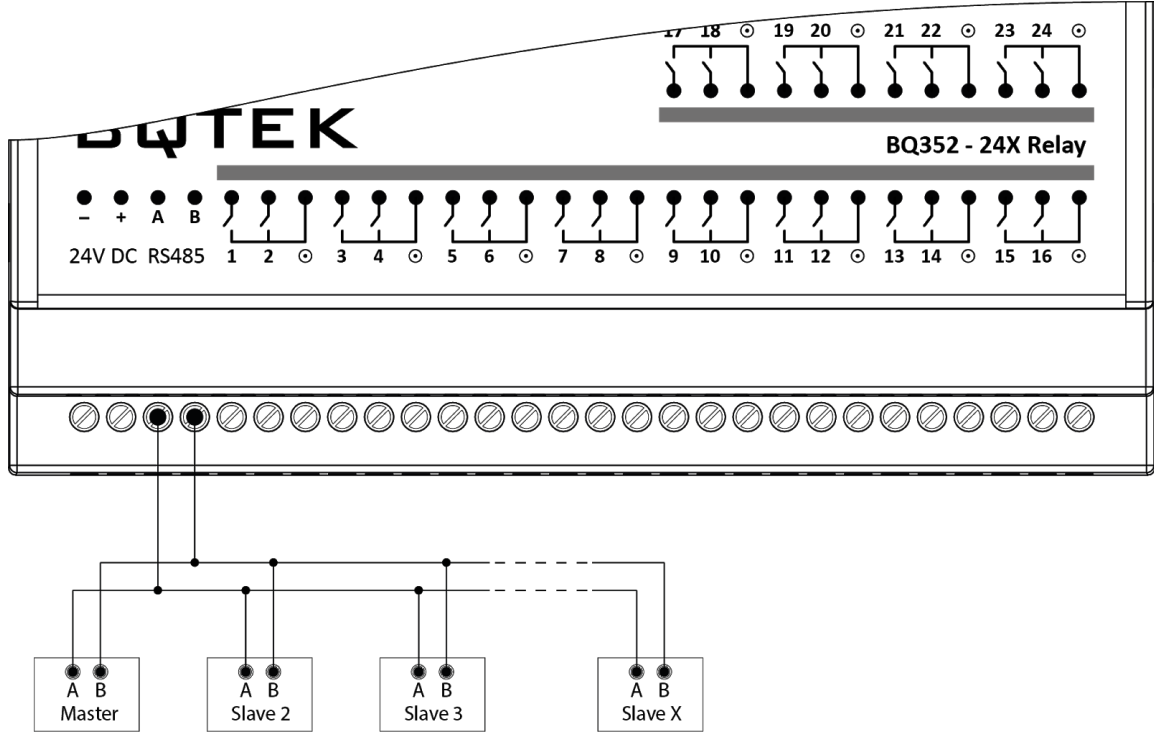 17 18 ⊙ 19 20 ⊙ 21 22 ⊙ 23 24 ⊙
BQTEK
BQ352 - 24X Relay
– + A B
24V DC RS485 1 2 ⊙ 3 4 ⊙ 5 6 ⊙ 7 8 ⊙ 9 10 ⊙ 11 12 ⊙ 13 14 ⊙ 15 16 ⊙
A B A B A B A B
Master Slave 2 Slave 3 Slave X